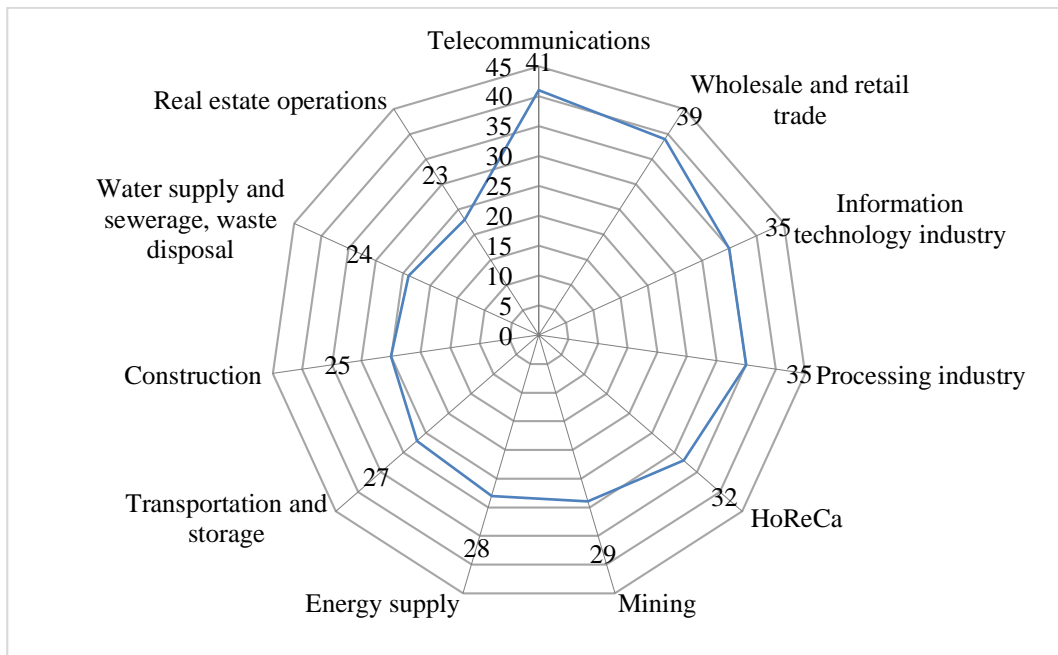 Telecommunications
41
Wholesale and retail
trade
39
Information
technology industry
35
Processing industry
35
HoReCa
32
Mining
29
Energy supply
28
Transportation and
storage
27
Construction
25
Water supply and
sewerage, waste
disposal
24
Real estate operations
23
45
40
35
30
25
20
15
10
5
0